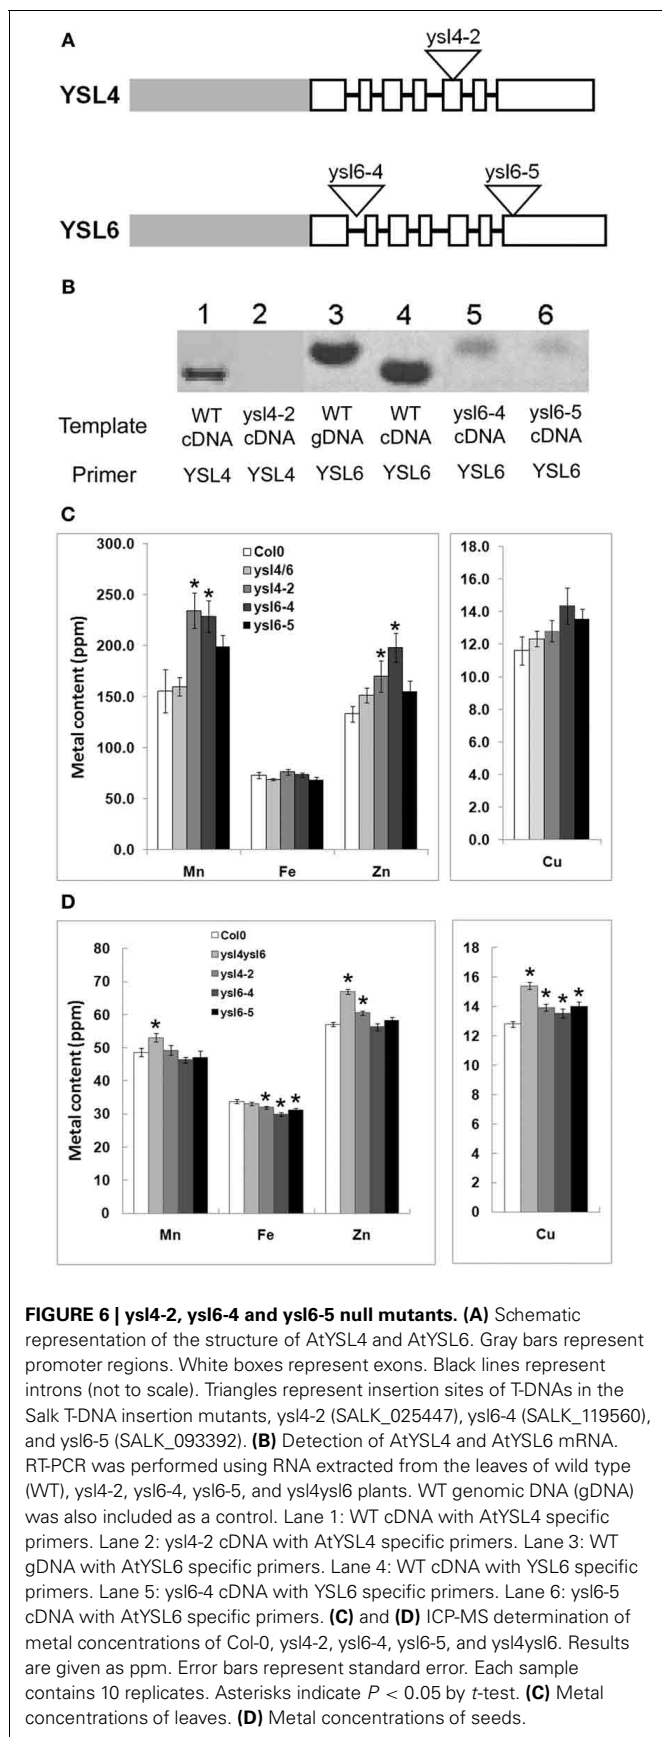 A
ysl4-2
YSL4
ysl6-4
ysl6-5
YSL6
B
1 2 3 4 5 6
Template
WT cDNA
ysl4-2 cDNA
WT gDNA
WT cDNA
ysl6-4 cDNA
ysl6-5 cDNA
Primer YSL4 YSL4 YSL6 YSL6 YSL6 YSL6
C
Metal content (ppm)
300.0
250.0
200.0
150.0
100.0
50.0
0.0
Col0
ysl4/6
ysl4-2
ysl6-4
ysl6-5
* * * *
Mn Fe Zn
18.0
16.0
14.0
12.0
10.0
8.0
6.0
4.0
2.0
0.0
Cu
D
Metal content (ppm)
80
70
60
50
40
30
20
10
0
Col0
ysl4ysl6
ysl4-2
ysl6-4
ysl6-5
* * * * * *
Mn Fe Zn
18
16
14
12
10
8
6
4
2
0
* * * *
Cu
FIGURE 6 | ysl4-2, ysl6-4 and ysl6-5 null mutants. (A) Schematic
representation of the structure of AtYSL4 and AtYSL6. Gray bars represent
promoter regions. White boxes represent exons. Black lines represent
introns (not to scale). Triangles represent insertion sites of T-DNAs in the
Salk T-DNA insertion mutants, ysl4-2 (SALK_025447), ysl6-4 (SALK_119560),
and ysl6-5 (SALK_093392). (B) Detection of AtYSL4 and AtYSL6 mRNA.
RT-PCR was performed using RNA extracted from the leaves of wild type
(WT), ysl4-2, ysl6-4, ysl6-5, and ysl4ysl6 plants. WT genomic DNA (gDNA)
was also included as a control. Lane 1: WT cDNA with AtYSL4 specific
primers. Lane 2: ysl4-2 cDNA with AtYSL4 specific primers. Lane 3: WT
gDNA with AtYSL6 specific primers. Lane 4: WT cDNA with YSL6 specific
primers. Lane 5: ysl6-4 cDNA with YSL6 specific primers. Lane 6: ysl6-5
cDNA with AtYSL6 specific primers. (C) and (D) ICP-MS determination of
metal concentrations of Col-0, ysl4-2, ysl6-4, ysl6-5, and ysl4ysl6. Results
are given as ppm. Error bars represent standard error. Each sample
contains 10 replicates. Asterisks indicate P < 0.05 by t-test. (C) Metal
concentrations of leaves. (D) Metal concentrations of seeds.